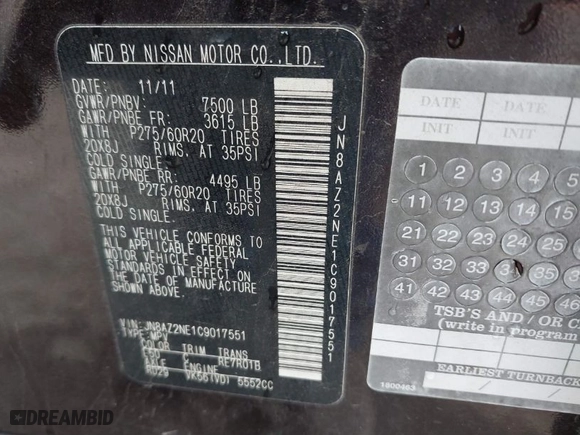 MFD BY NISSAN MOTOR CO.,LTD.
DATE: 11/11
GVWR/PNBV: 7500 LB
GAWR/PNBE FR: 3615 LB
WITH P275/60R20 TIRES
20X8J RIMS, AT 35PSI
COLD SINGLE
GAWR/PNBE RR: 4495 LB
WITH P275/60R20 TIRES
20X8J RIMS, AT 35PSI
COLD SINGLE
THIS VEHICLE CONFORMS TO
ALL APPLICABLE FEDERAL
MOTOR VEHICLE SAFETY
STANDARDS IN EFFECT ON
THE DATE OF MANUFACTURE
SHOWN ABOVE.
VIN: JN8AZ2NE1C9017551
TYPE: MPV
COLOR TRIM TRANS
G RE7R01B
ENGINE
VK56(VD) 5552CC
JN8AZ2NE1C9017551
DATE DATE
INIT INIT
1 2 3 4 5
11 12 13 14 15
21 22 23 24 25
31 32 33 35
41 42 43 44 45
TSB'S AND / OR C
(write in program
EARLIEST TURNBACK
DREAMBID